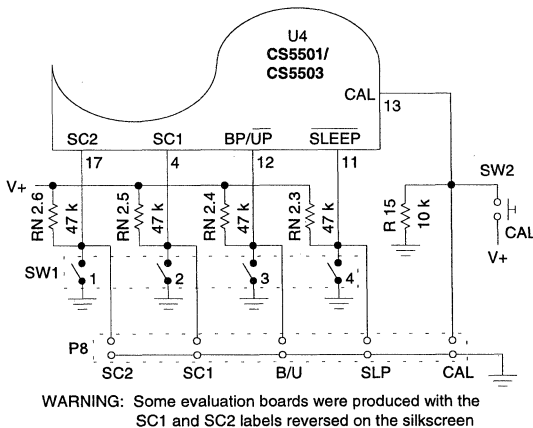 U4
CS5501/
CS5503
CAL
13
SC2 SC1 BP/UP SLEEP
17 4 12 11
V+
RN 2.6 47 k RN 2.5 47 k RN 2.4 47 k RN 2.3 47 k
R 15 10 k
SW2
CAL
V+
SW1 1 2 3 4
P8
SC2 SC1 B/U SLP CAL
WARNING: Some evaluation boards were produced with the
SC1 and SC2 labels reversed on the silkscreen